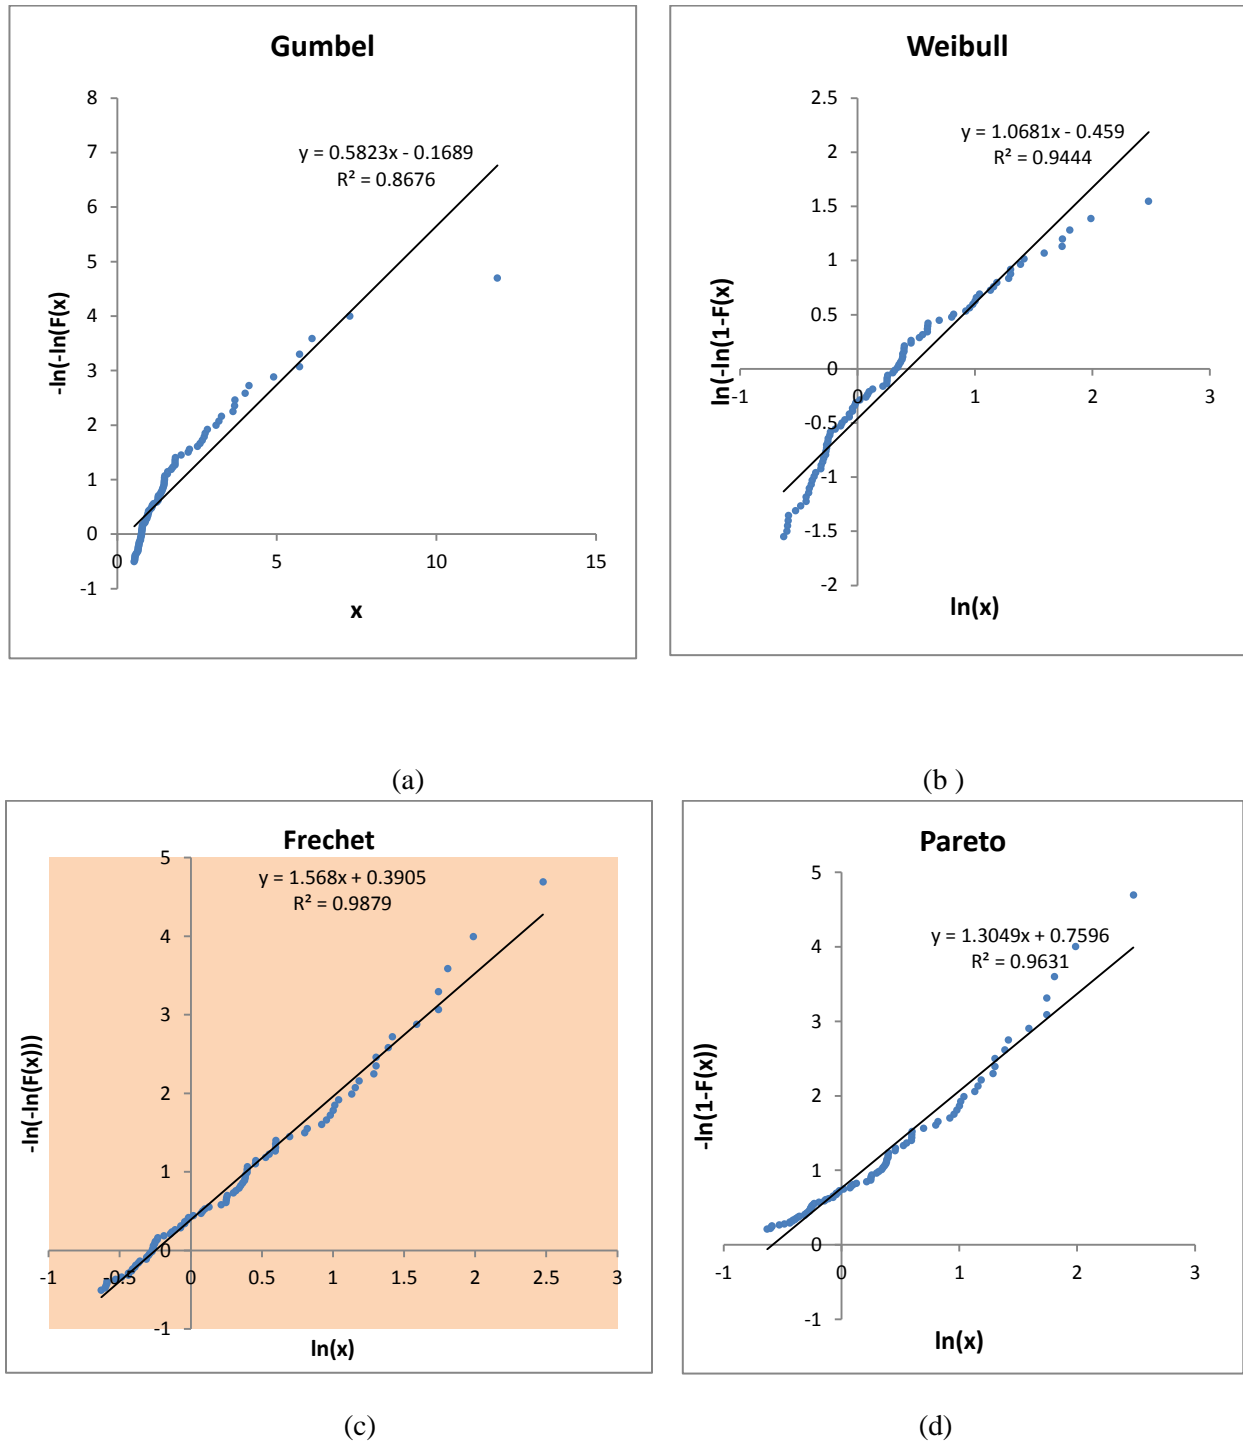 Gumbel
8
7
6
5
4
3
2
1
0
-1
y = 0.5823x - 0.1689
R² = 0.8676
-ln(-ln(F(x)
0
5
10
15
x
(a)
Weibull
2.5
2
1.5
1
0.5
0
-0.5
-1
-1.5
-2
y = 1.0681x - 0.459
R² = 0.9444
ln(-ln(1-F(x)
-1
0
1
2
3
ln(x)
(b )
Frechet
5
4
3
2
1
0
-1
y = 1.568x + 0.3905
R² = 0.9879
-ln(-ln(F(x)))
-1
-0.5
0
0.5
1
1.5
2
2.5
3
ln(x)
(c)
Pareto
5
4
3
2
1
0
-1
y = 1.3049x + 0.7596
R² = 0.9631
-ln(1-F(x))
-1
0
1
2
3
ln(x)
(d)